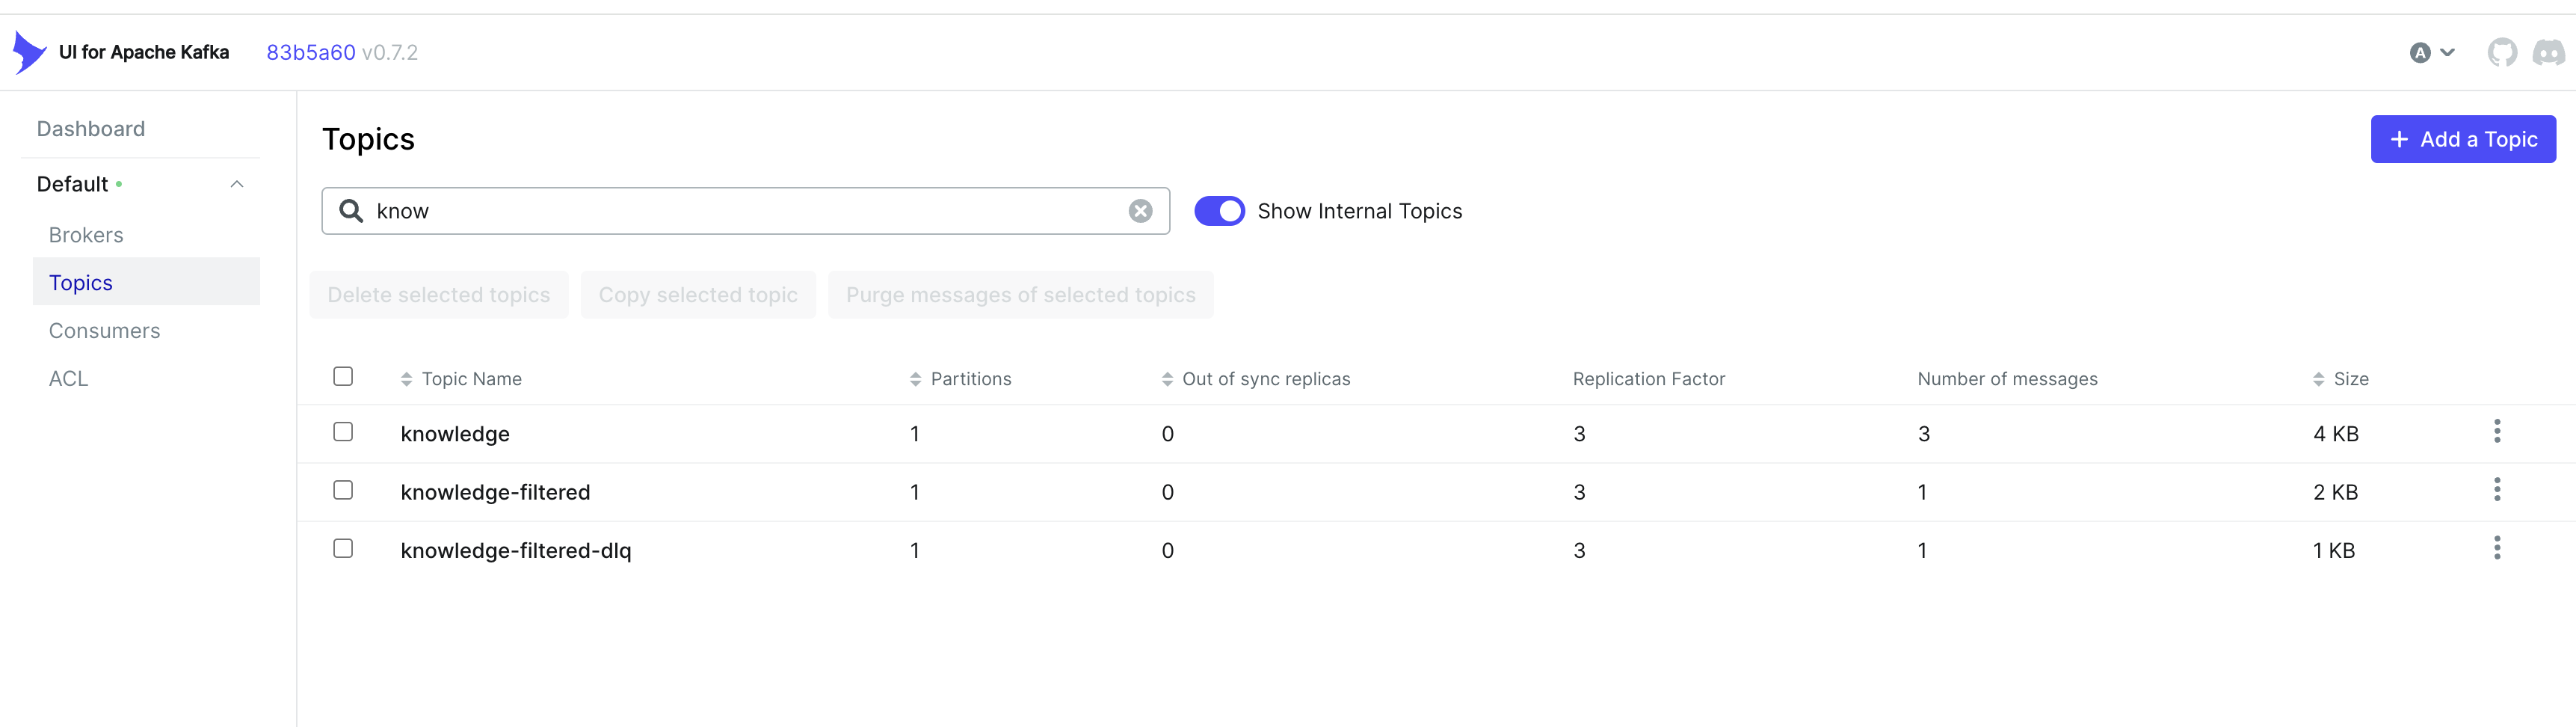 UI for Apache Kafka 83b5a60 v0.7.2 A
Dashboard
Default
Brokers
Topics
Consumers
ACL
Topics
Add a Topic
know
Show Internal Topics
Delete selected topics Copy selected topic Purge messages of selected topics
Topic Name Partitions Out of sync replicas Replication Factor Number of messages Size
knowledge 1 0 3 3 4 KB
knowledge-filtered 1 0 3 1 2 KB
knowledge-filtered-dlq 1 0 3 1 1 KB